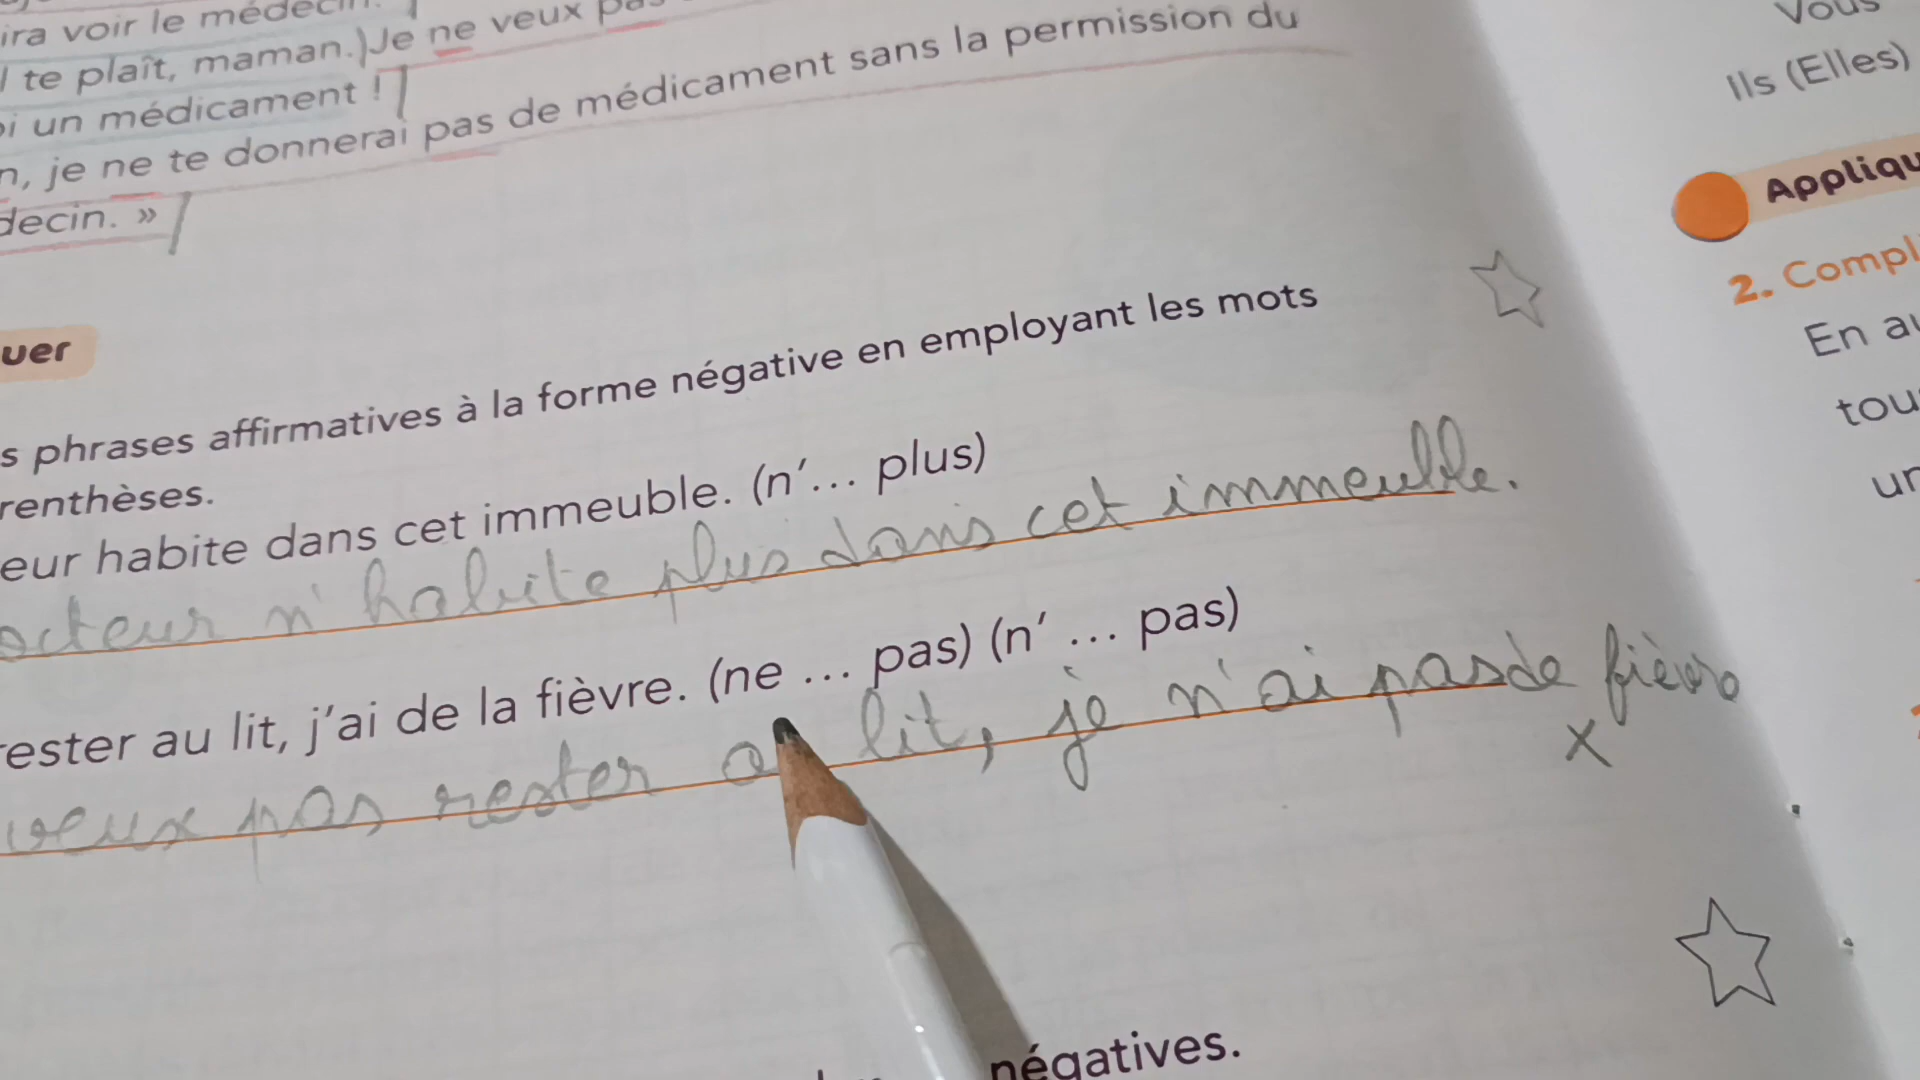 ira voir le médecin.
te plaît, maman.) Je ne veux
un médicament !
je ne te donnerai pas de médicament sans la permission du
decin. »
uer
s phrases affirmatives à la forme négative en employant les mots
renthèses.
eur habite dans cet immeuble. (n'... plus)
octeur n'habite plus dans cet immeuble.
rester au lit, j'ai de la fièvre. (ne ... pas) (n' ... pas)
veux pas rester lit, je n'ai pas de fièvre
x
négatives.
Vous
Ils (Elles)
Appliqu
2. Compl
En au
tou
un